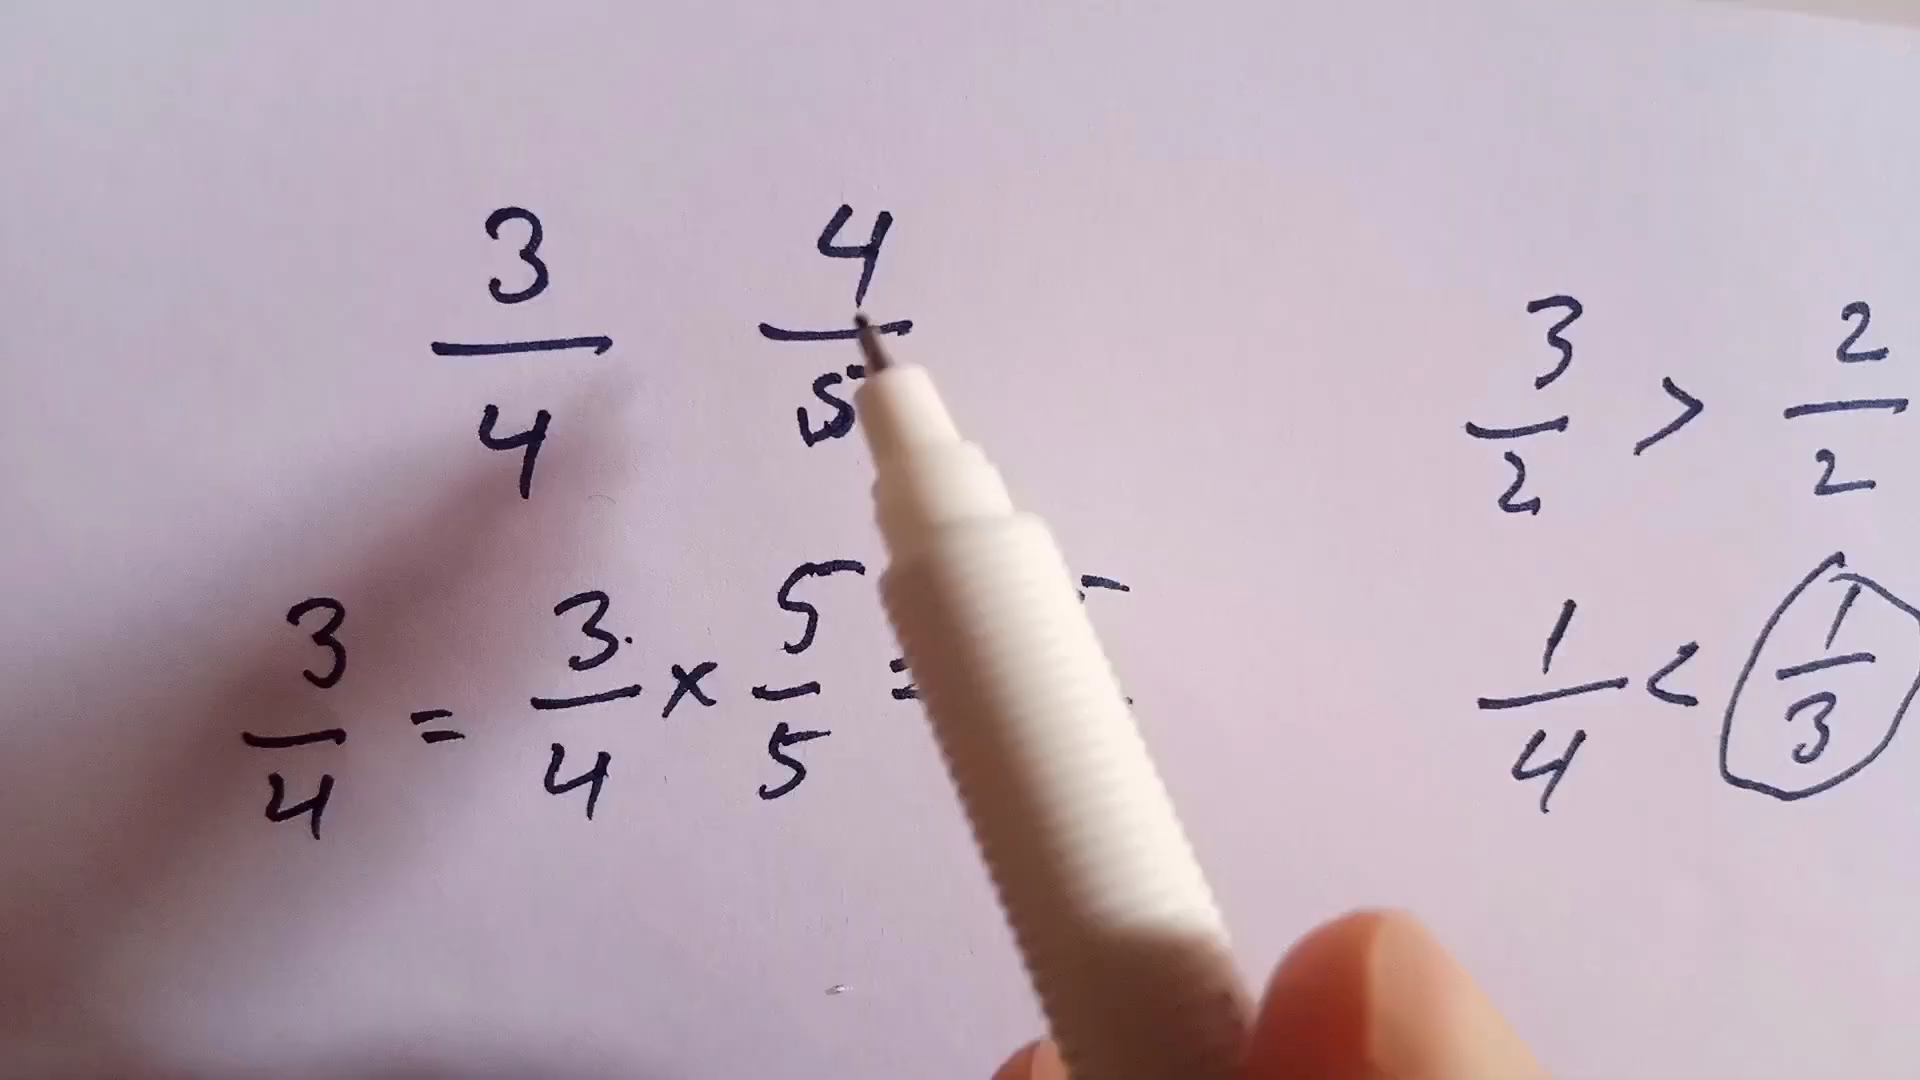 3/4 4/5
3/2 > 2/2
3/4 = 3/4 x 5/5 =
1/4 < 1/3